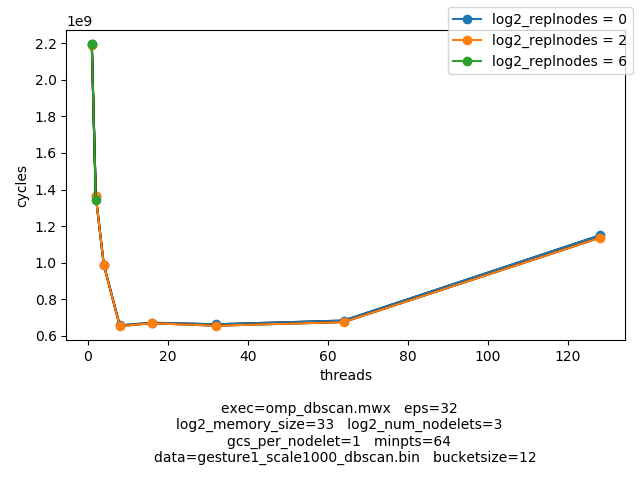 1e9
log2_replnodes = 0
log2_replnodes = 2
log2_replnodes = 6
2.2
2.0
1.8
1.6
1.4
1.2
1.0
0.8
0.6
cycles
0 20 40 60 80 100 120
threads
exec=omp_dbscan.mwx eps=32
log2_memory_size=33 log2_num_nodelets=3
gcs_per_nodelet=1 minpts=64
data=gesture1_scale1000_dbscan.bin bucketsize=12